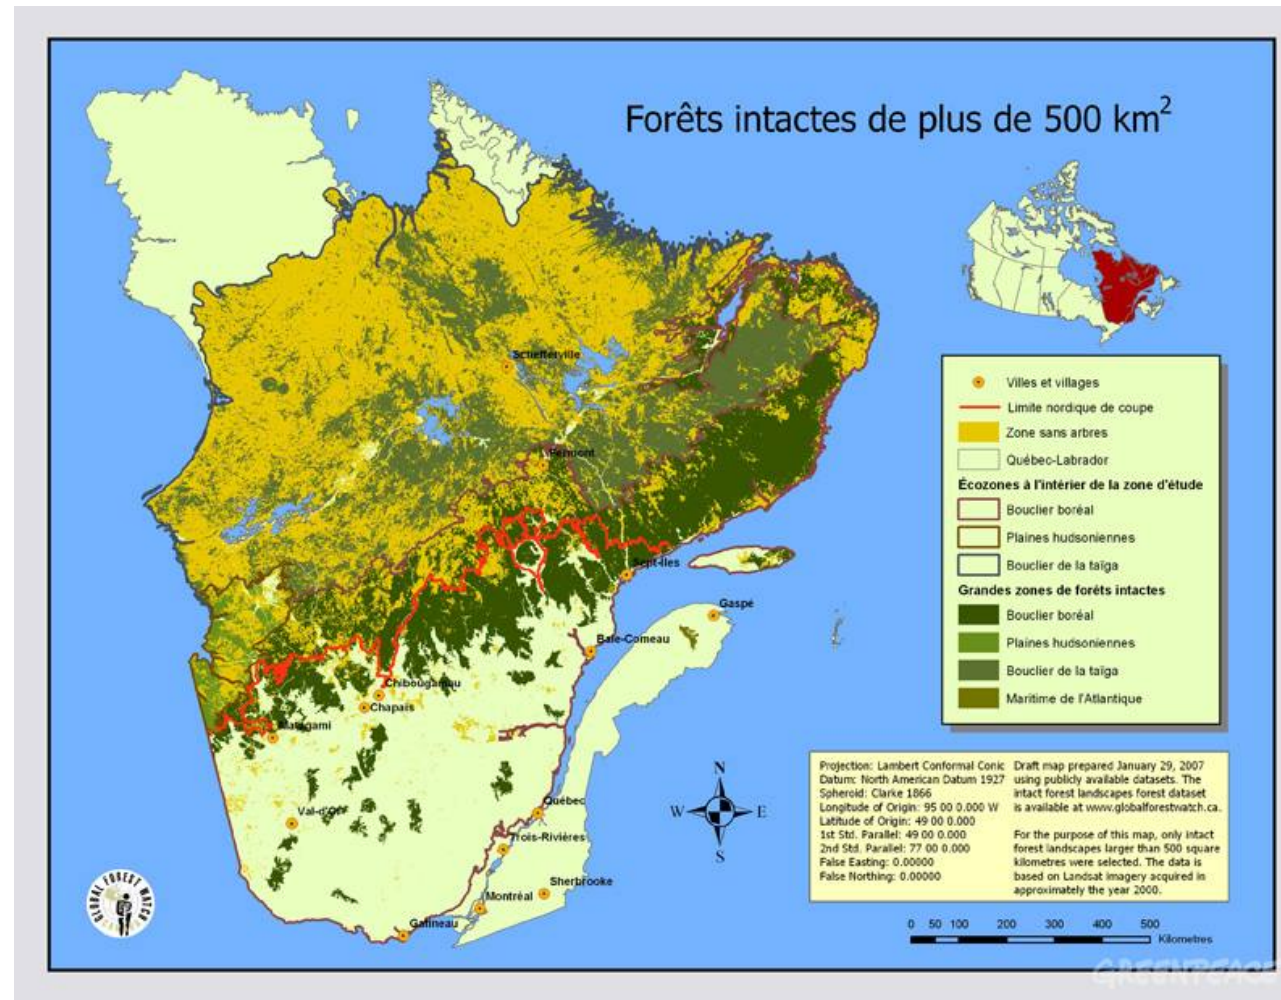 Forêts intactes de plus de 500 km²
Schefferville
Fermont
Sept-Îles
Gaspé
Baie-Comeau
Chibougamau
Chapais
Matagami
Val-d'Or
Québec
Trois-Rivières
Sherbrooke
Montréal
Gatineau
Villes et villages
Limite nordique de coupe
Zone sans arbres
Québec-Labrador
Écozones à l'intérier de la zone d'étude
Bouclier boréal
Plaines hudsoniennes
Bouclier de la taïga
Grandes zones de forêts intactes
Bouclier boréal
Plaines hudsoniennes
Bouclier de la taïga
Maritime de l'Atlantique
N
W E
S
Projection: Lambert Conformal Conic
Datum: North American Datum 1927
Spheroid: Clarke 1866
Longitude of Origin: 95 00 0.000 W
Latitude of Origin: 49 00 0.000
1st Std. Parallel: 49 00 0.000
2nd Std. Parallel: 77 00 0.000
False Easting: 0.00000
False Northing: 0.00000
Draft map prepared January 29, 2007
using publicly available datasets. The
intact forest landscapes forest dataset
is available at www.globalforestwatch.ca.
For the purpose of this map, only intact
forest landscapes larger than 500 square
kilometres were selected. The data is
based on Landsat imagery acquired in
approximately the year 2000.
GLOBAL FOREST WATCH
0 50 100 200 300 400 500
Kilometres
GREENPEACE